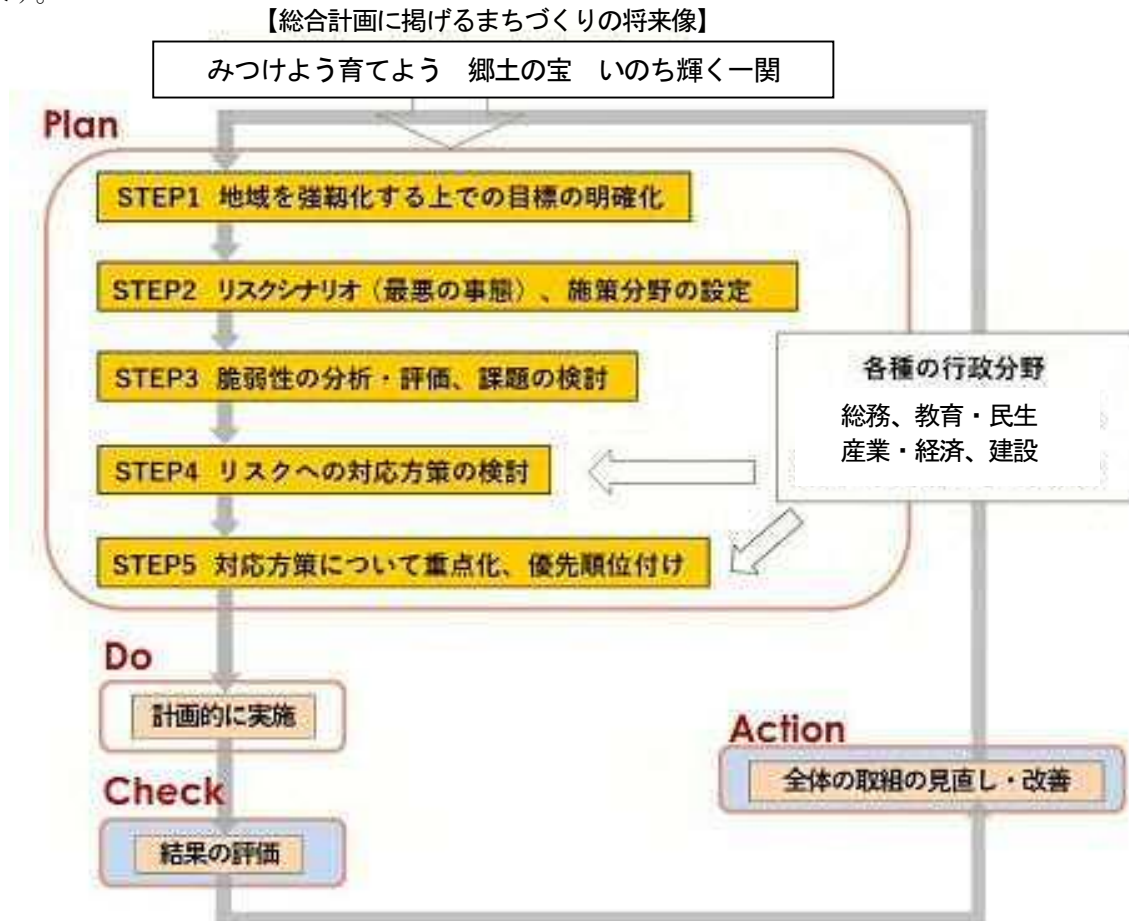 【総合計画に掲げるまちづくりの将来像】
みつけよう育てよう　郷土の宝　いのち輝く一関
Plan
STEP1 地域を強靱化する上での目標の明確化
STEP2 リスクシナリオ（最悪の事態）、施策分野の設定
STEP3 脆弱性の分析・評価、課題の検討
各種の行政分野
総務、教育・民生
産業・経済、建設
STEP4 リスクへの対応方策の検討
STEP5 対応方策について重点化、優先順位付け
Do
計画的に実施
Action
全体の取組の見直し・改善
Check
結果の評価